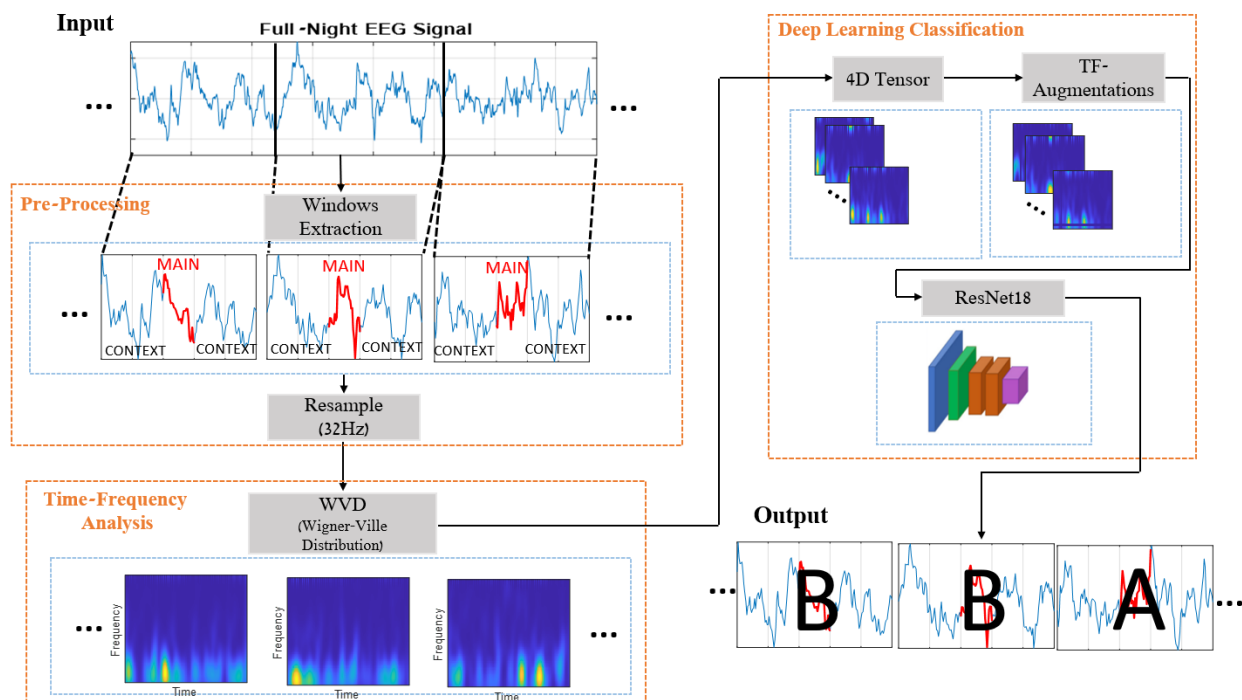 Input
Full-Night EEG Signal
...
...
Pre-Processing
Windows
Extraction
MAIN
MAIN
MAIN
...
...
CONTEXT
CONTEXT
CONTEXT
CONTEXT
CONTEXT
CONTEXT
Resample
(32Hz)
Time-Frequency
Analysis
WVD
(Wigner-Ville
Distribution)
...
...
Frequency
Frequency
Frequency
Time
Time
Time
Deep Learning Classification
4D Tensor
TF-
Augmentations
...
...
ResNet18
Output
...
B
B
A
...